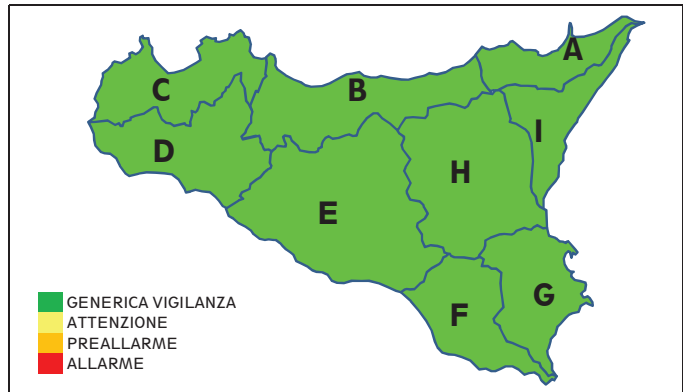 A
C
B
I
D
H
E
G
F
GENERICA VIGILANZA
ATTENZIONE
PREALLARME
ALLARME